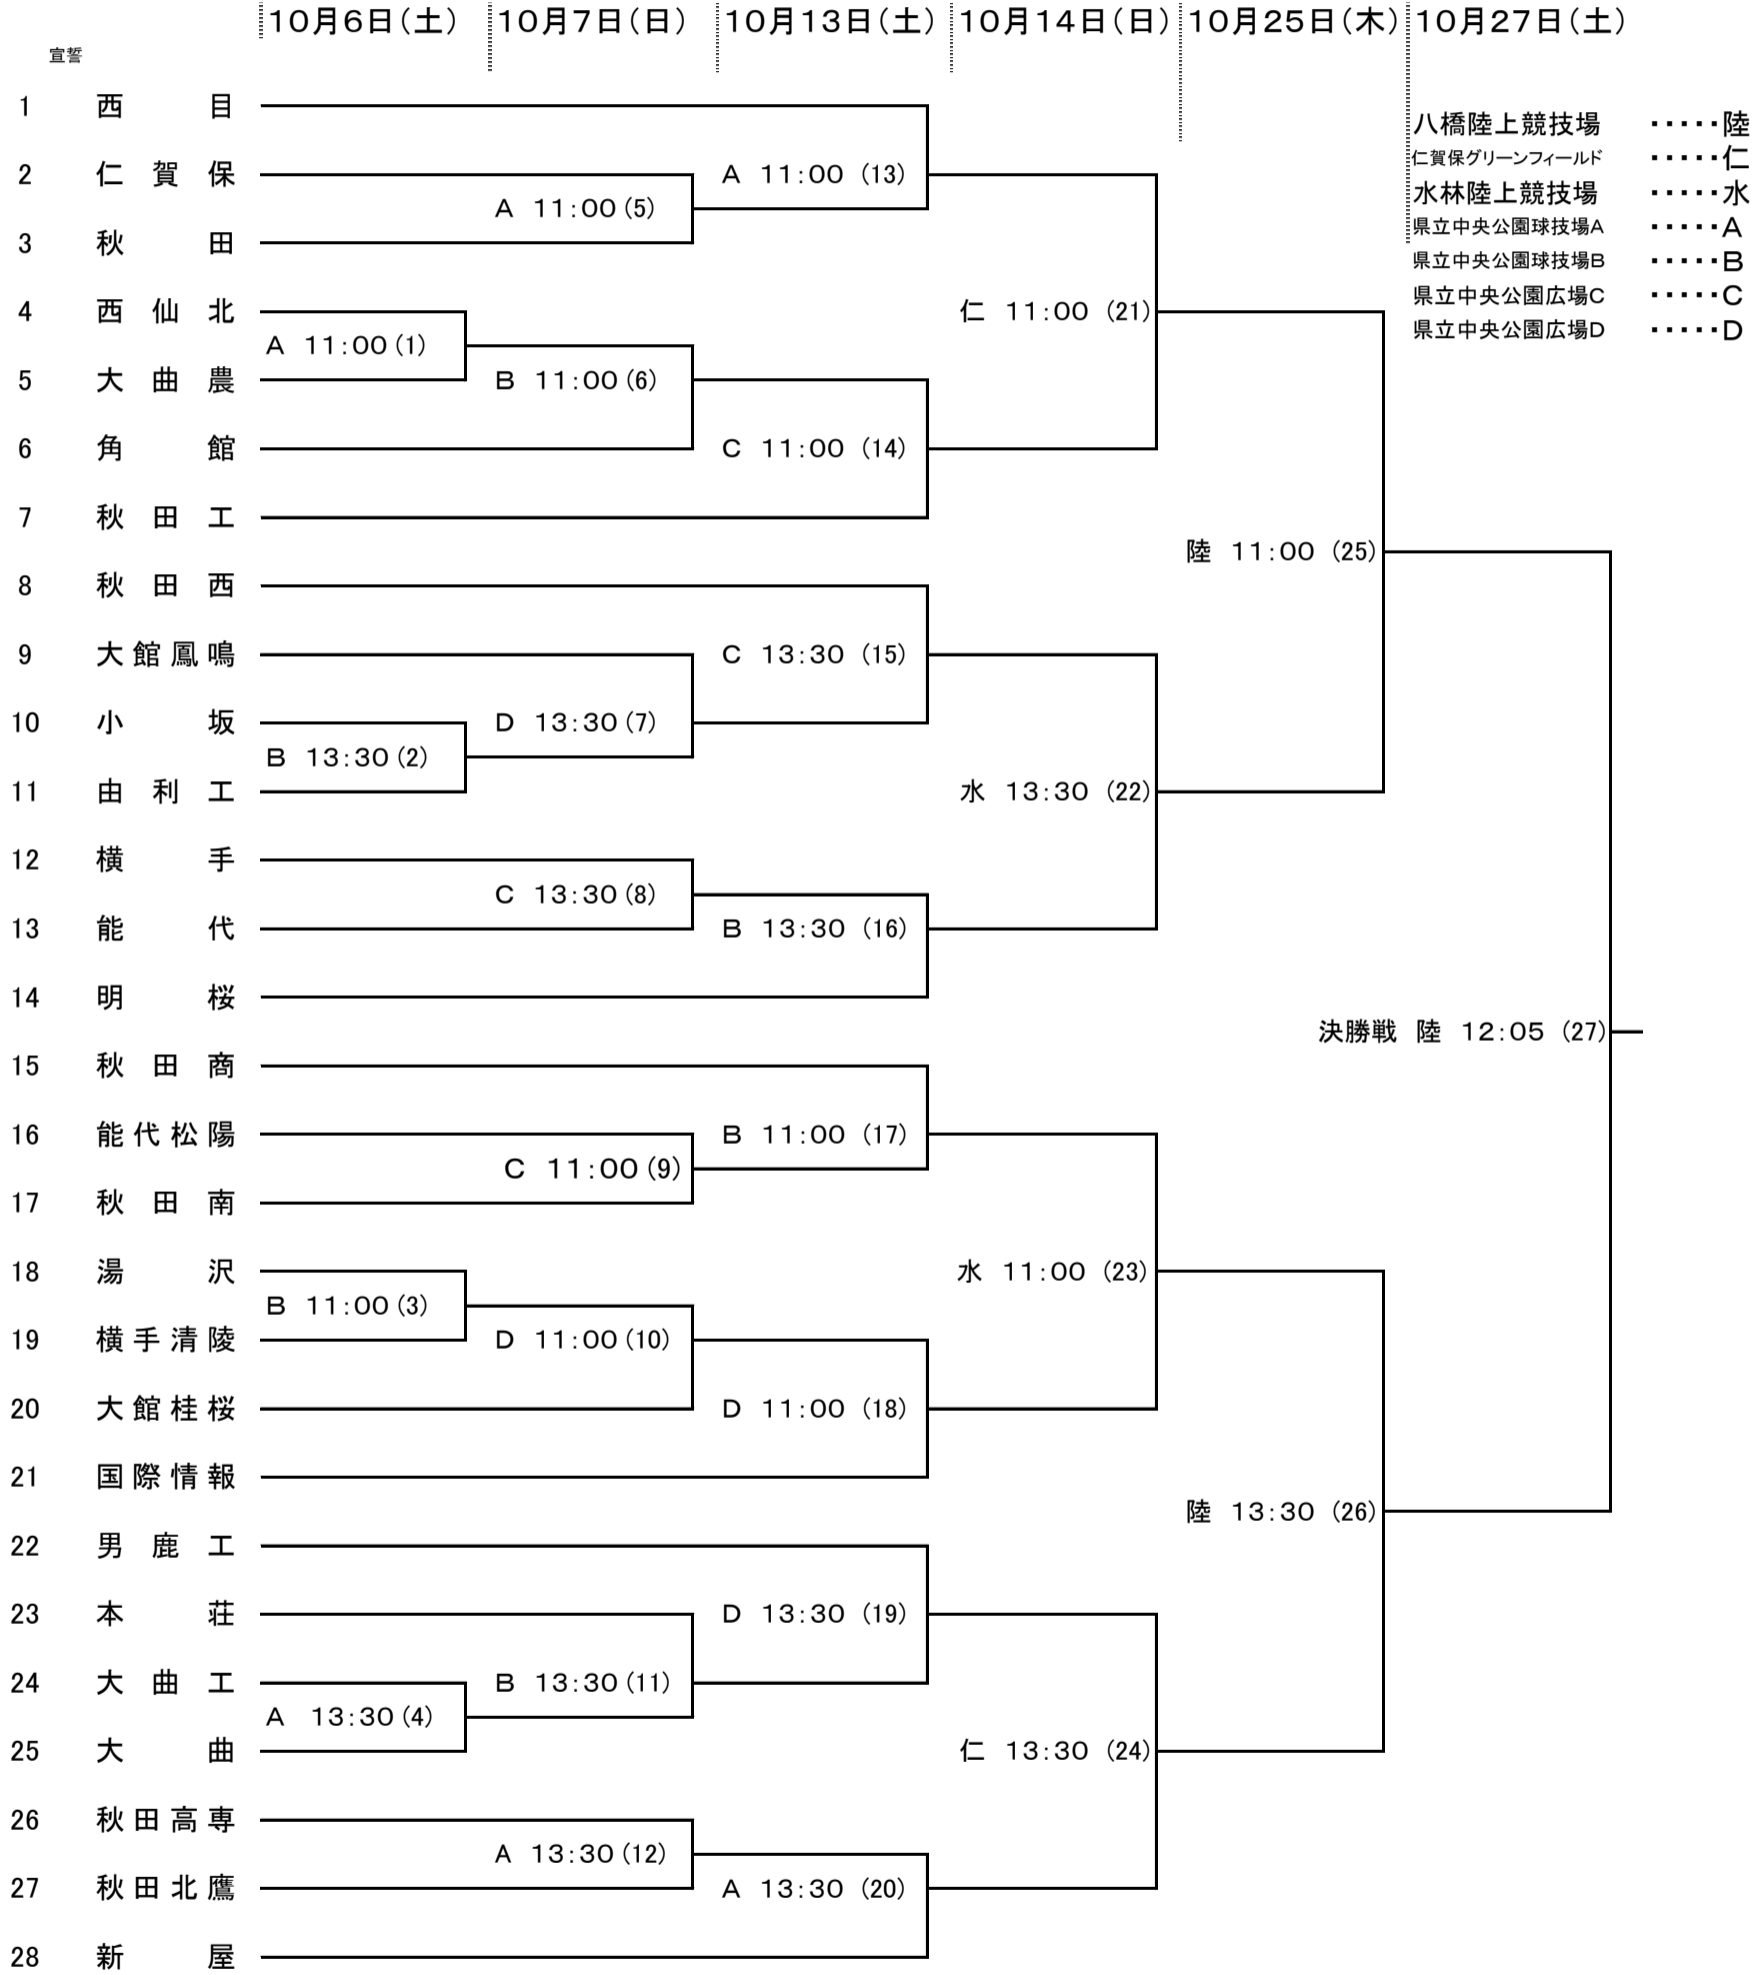 10月6日(土) 10月7日(日) 10月13日(土) 10月14日(日) 10月25日(木) 10月27日(土)
宣誓
1 西目
八橋陸上競技場 ・・・・・陸
仁賀保グリーンフィールド ・・・・・仁
2 仁賀保 A 11:00 (13)
水林陸上競技場 ・・・・・水
A 11:00 (5)
県立中央公園球技場A ・・・・・A
3 秋田
県立中央公園球技場B ・・・・・B
県立中央公園広場C ・・・・・C
4 西仙北 仁 11:00 (21)
県立中央公園広場D ・・・・・D
A 11:00 (1)
5 大曲農 B 11:00 (6)
6 角館 C 11:00 (14)
7 秋田工
陸 11:00 (25)
8 秋田西
9 大館鳳鳴 C 13:30 (15)
10 小坂 D 13:30 (7)
B 13:30 (2)
11 由利工 水 13:30 (22)
12 横手
C 13:30 (8)
13 能代 B 13:30 (16)
14 明桜
決勝戦 陸 12:05 (27)
15 秋田商
16 能代松陽 B 11:00 (17)
C 11:00 (9)
17 秋田南
18 湯沢 水 11:00 (23)
B 11:00 (3)
19 横手清陵 D 11:00 (10)
20 大館桂桜 D 11:00 (18)
21 国際情報
陸 13:30 (26)
22 男鹿工
23 本荘 D 13:30 (19)
24 大曲工 B 13:30 (11)
A 13:30 (4)
25 大曲 仁 13:30 (24)
26 秋田高専
A 13:30 (12)
27 秋田北鷹 A 13:30 (20)
28 新屋